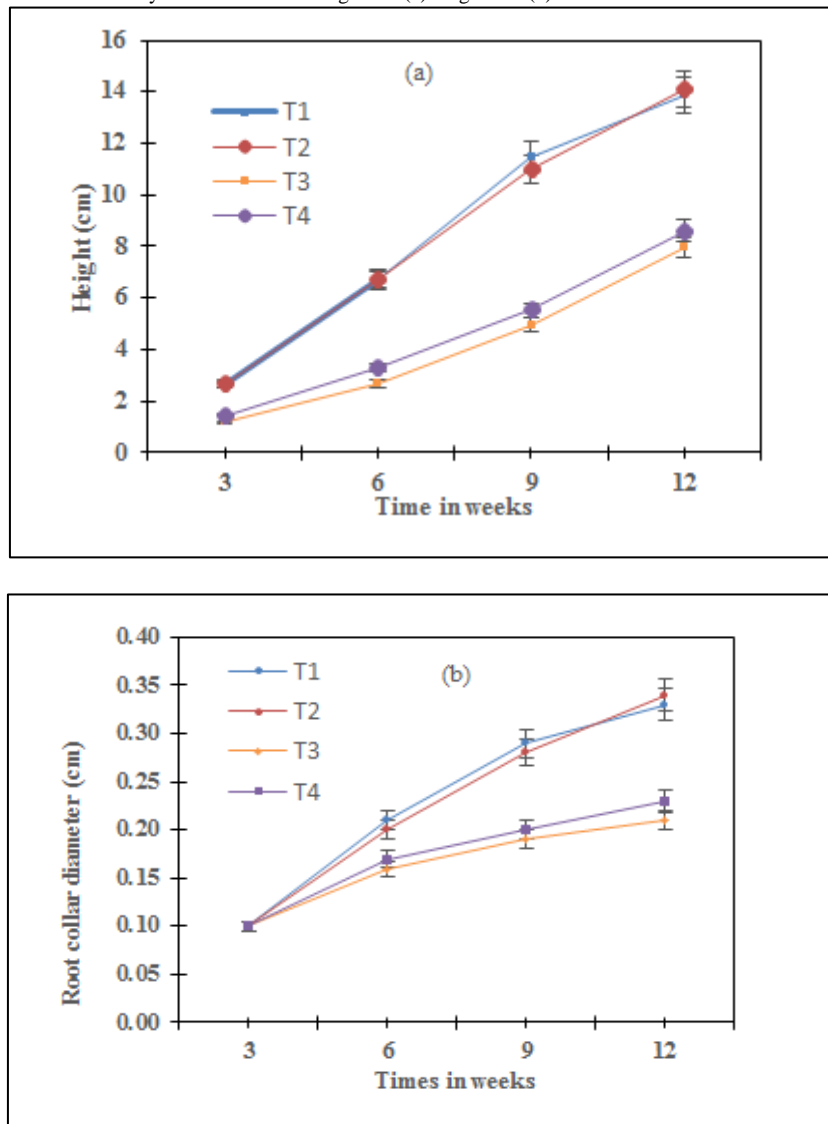 (a)
16
14
12
10
8
6
4
2
0
Height (cm)
T1
T2
T3
T4
3 6 9 12
Time in weeks
(b)
0.40
0.35
0.30
0.25
0.20
0.15
0.10
0.05
0.00
Root collar diameter (cm)
T1
T2
T3
T4
3 6 9 12
Times in weeks